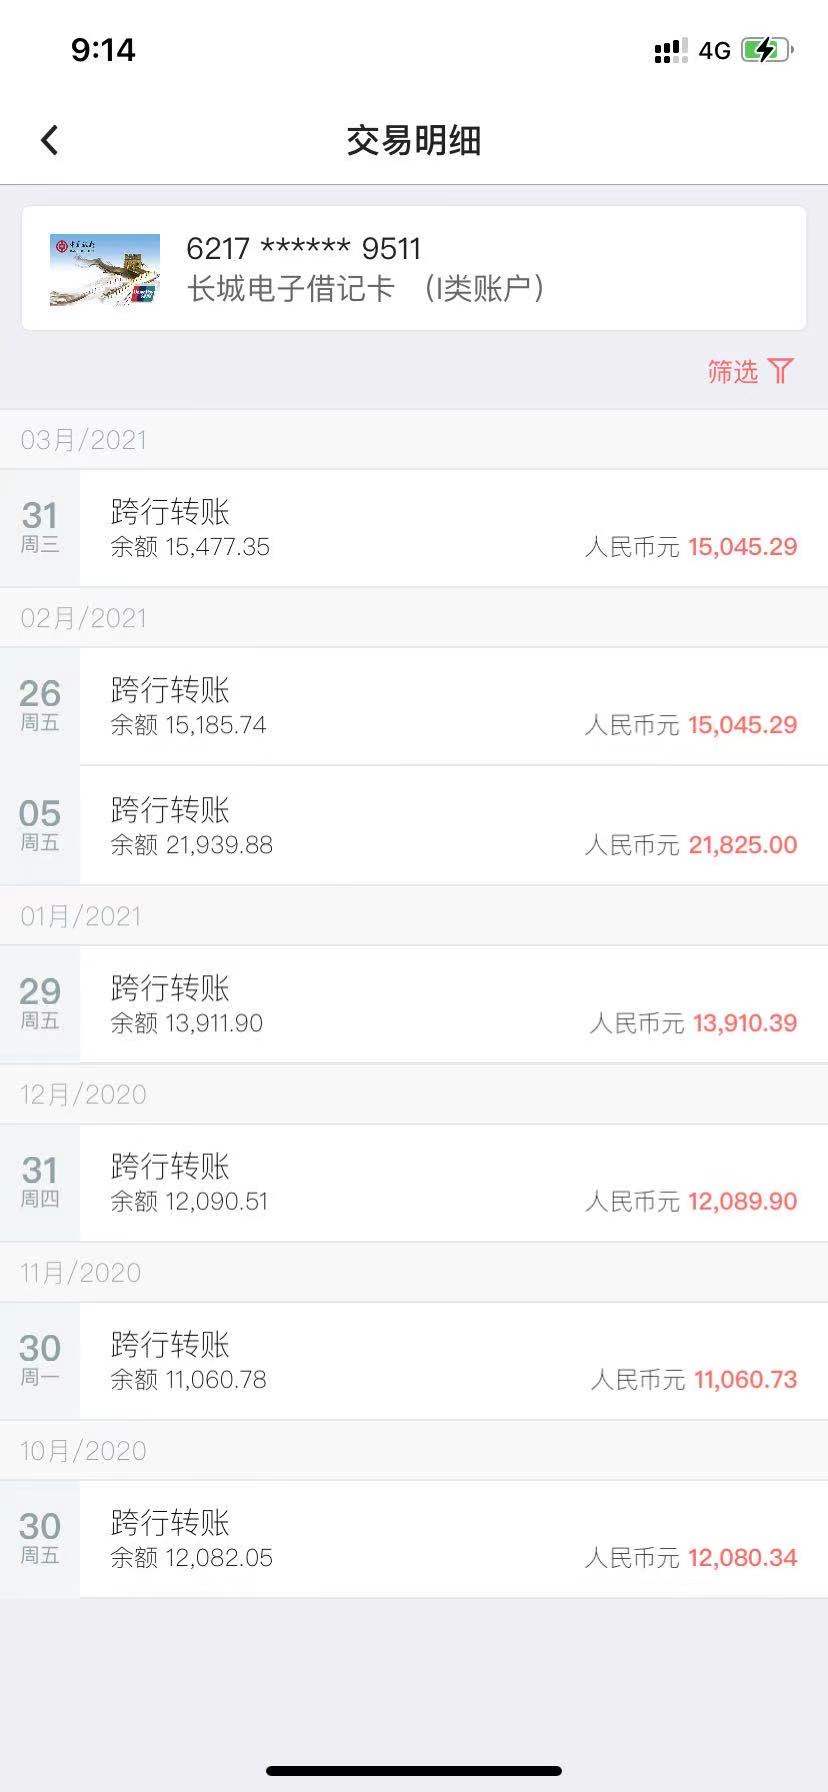 9:14
4G
交易明细
中国银行
6217 ****** 9511
长城电子借记卡 （I类账户）
筛选
03月/2021
31
周三
跨行转账
余额 15,477.35
人民币元 15,045.29
02月/2021
26
周五
跨行转账
余额 15,185.74
人民币元 15,045.29
05
周五
跨行转账
余额 21,939.88
人民币元 21,825.00
01月/2021
29
周五
跨行转账
余额 13,911.90
人民币元 13,910.39
12月/2020
31
周四
跨行转账
余额 12,090.51
人民币元 12,089.90
11月/2020
30
周一
跨行转账
余额 11,060.78
人民币元 11,060.73
10月/2020
30
周五
跨行转账
余额 12,082.05
人民币元 12,080.34